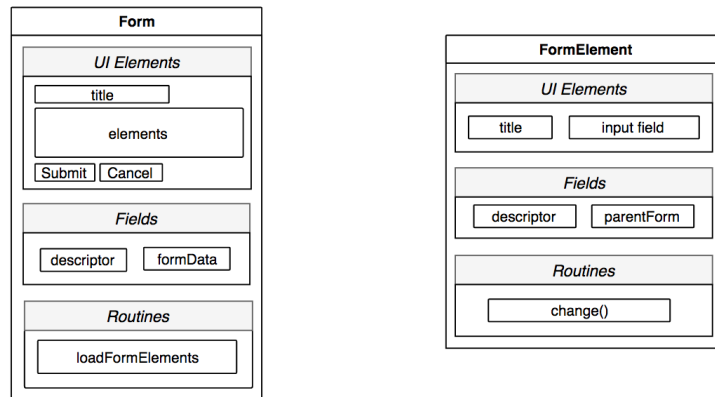 Form
UI Elements
title
elements
Submit Cancel
Fields
descriptor formData
Routines
loadFormElements
FormElement
UI Elements
title input field
Fields
descriptor parentForm
Routines
change()